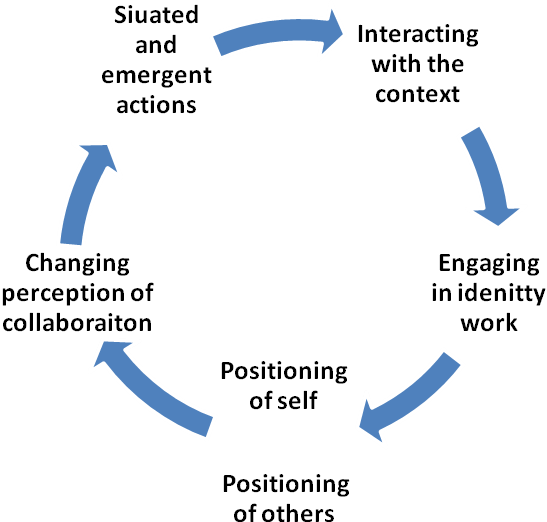 Siuated
and
emergent
actions
Interacting
with the
context
Engaging
in idenitty
work
Positioning
of self
Positioning
of others
Changing
perception of
collaboraiton